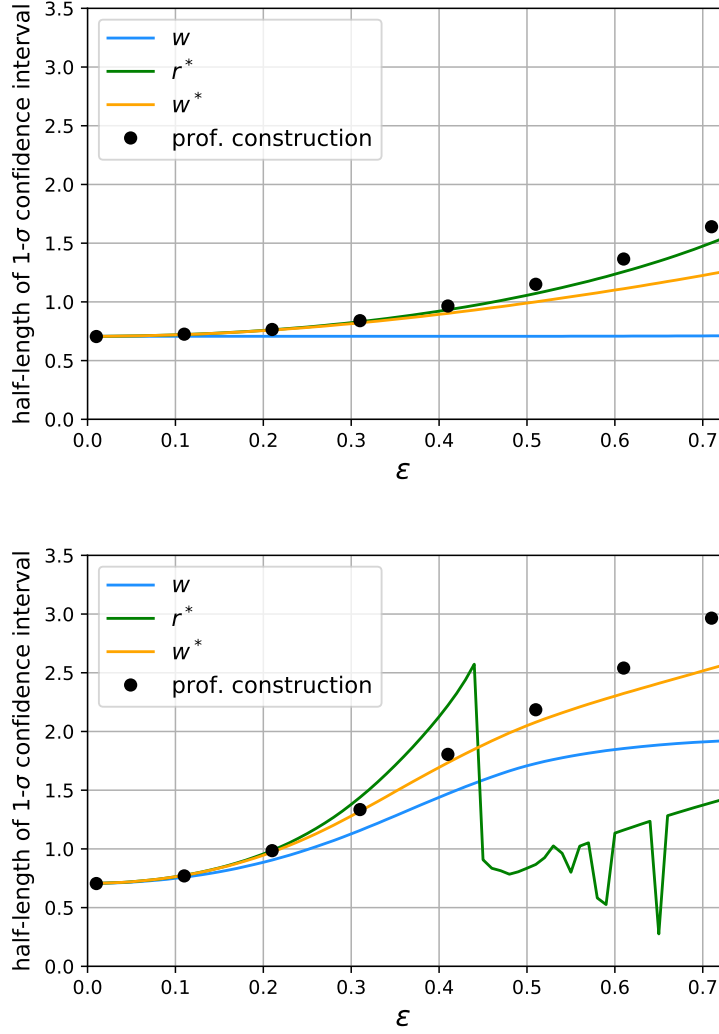 half-length of 1-σ confidence interval
3.5
3.0
2.5
2.0
1.5
1.0
0.5
0.0
w
r*
w*
prof. construction
0.0 0.1 0.2 0.3 0.4 0.5 0.6 0.7
ε
half-length of 1-σ confidence interval
3.5
3.0
2.5
2.0
1.5
1.0
0.5
0.0
w
r*
w*
prof. construction
0.0 0.1 0.2 0.3 0.4 0.5 0.6 0.7
ε